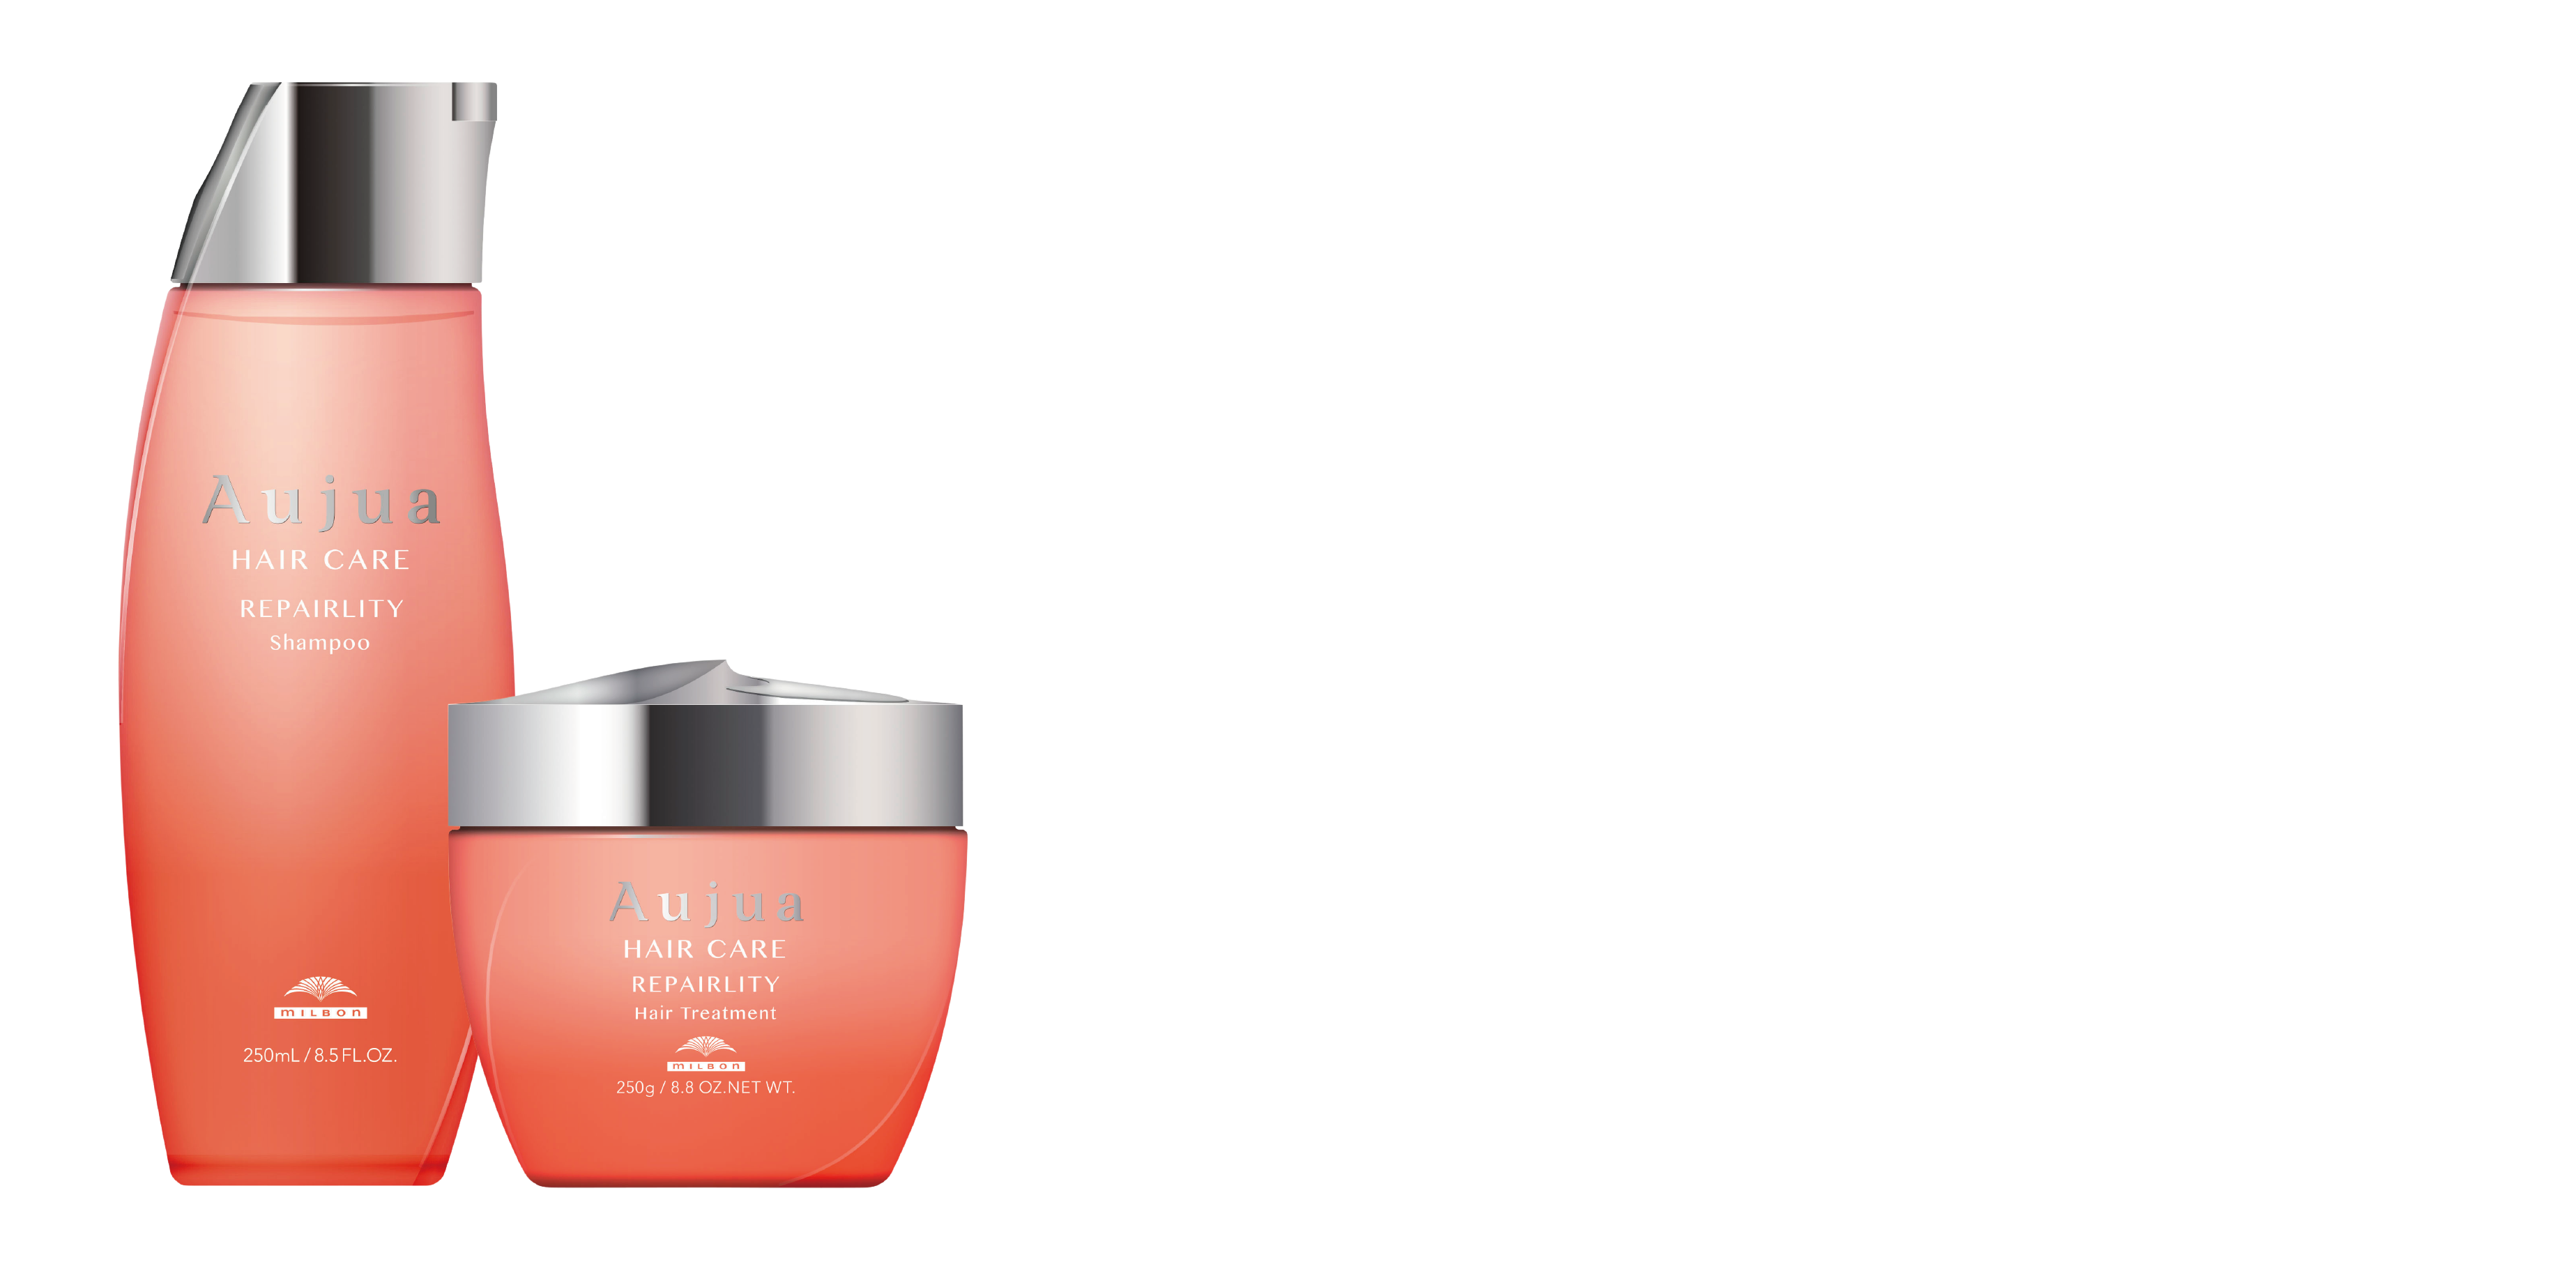 Aujua
HAIR CARE
REPAIRLITY
Shampoo
MILBON
250mL / 8.5 FL.OZ.
Aujua
HAIR CARE
REPAIRLITY
Hair Treatment
MILBON
250g / 8.8 OZ.NET WT.